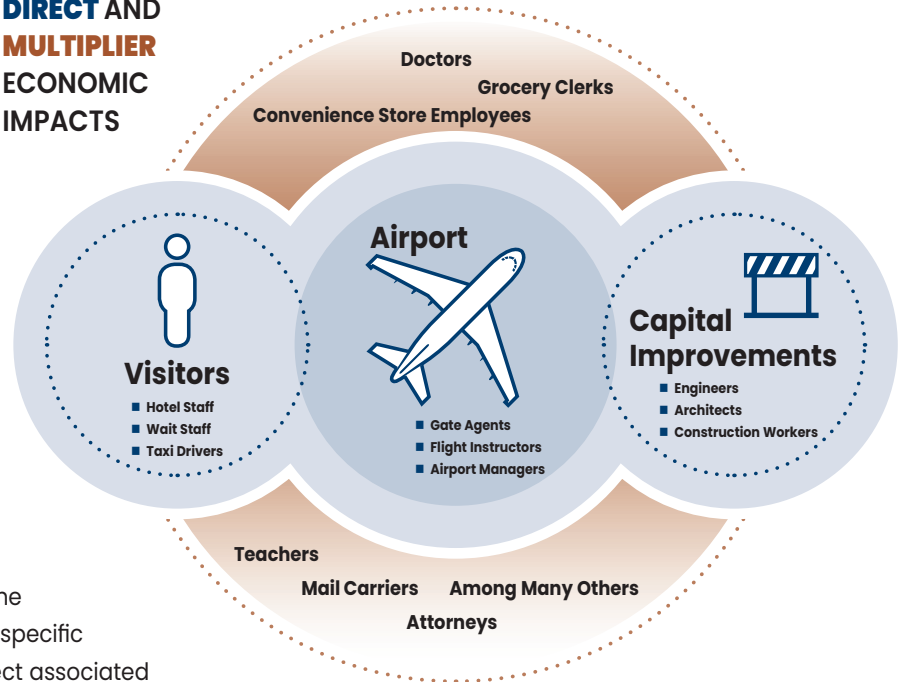 DIRECT AND
MULTIPLIER
ECONOMIC
IMPACTS
Doctors
Grocery Clerks
Convenience Store Employees
Airport
Gate Agents
Flight Instructors
Airport Managers
Visitors
Hotel Staff
Wait Staff
Taxi Drivers
Capital
Improvements
Engineers
Architects
Construction Workers
Teachers
Mail Carriers
Among Many Others
Attorneys
specific
associated